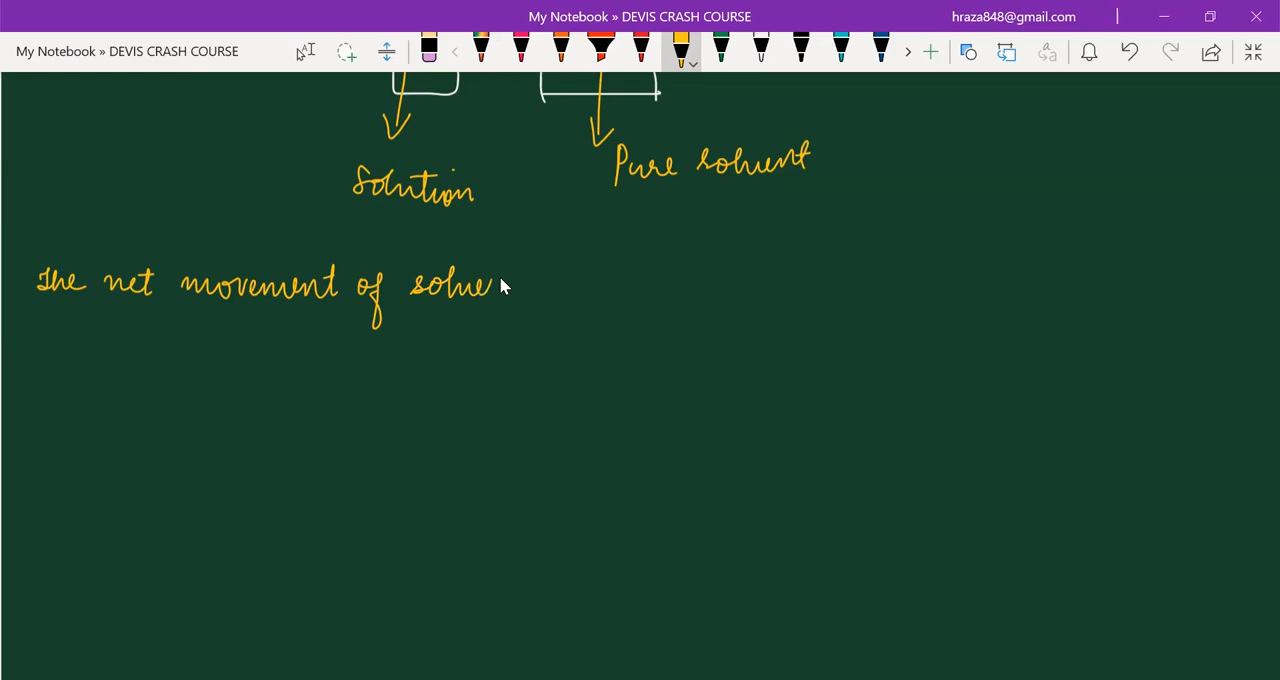 My Notebook » DEVIS CRASH COURSE
hraza848@gmail.com
My Notebook » DEVIS CRASH COURSE
Solution
Pure solvent
The net movement of solve